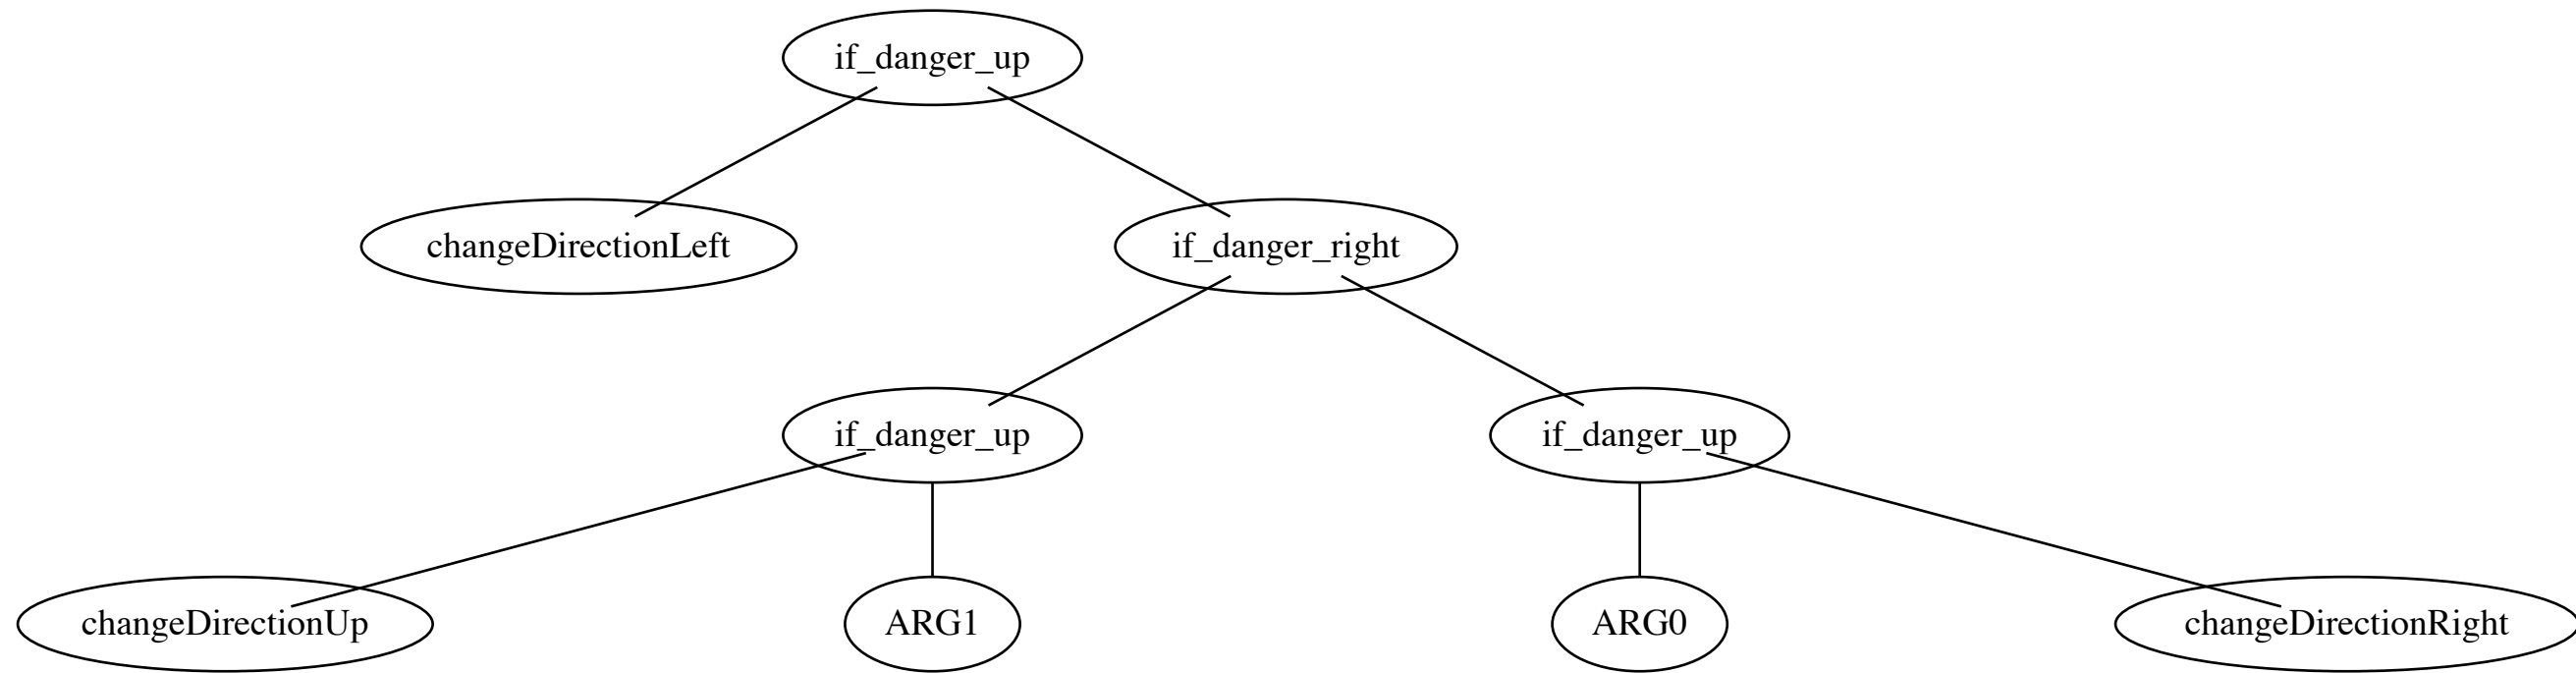 if_danger_up
changeDirectionLeft
if_danger_right
if_danger_up
if_danger_up
changeDirectionUp
ARG1
ARG0
changeDirectionRight